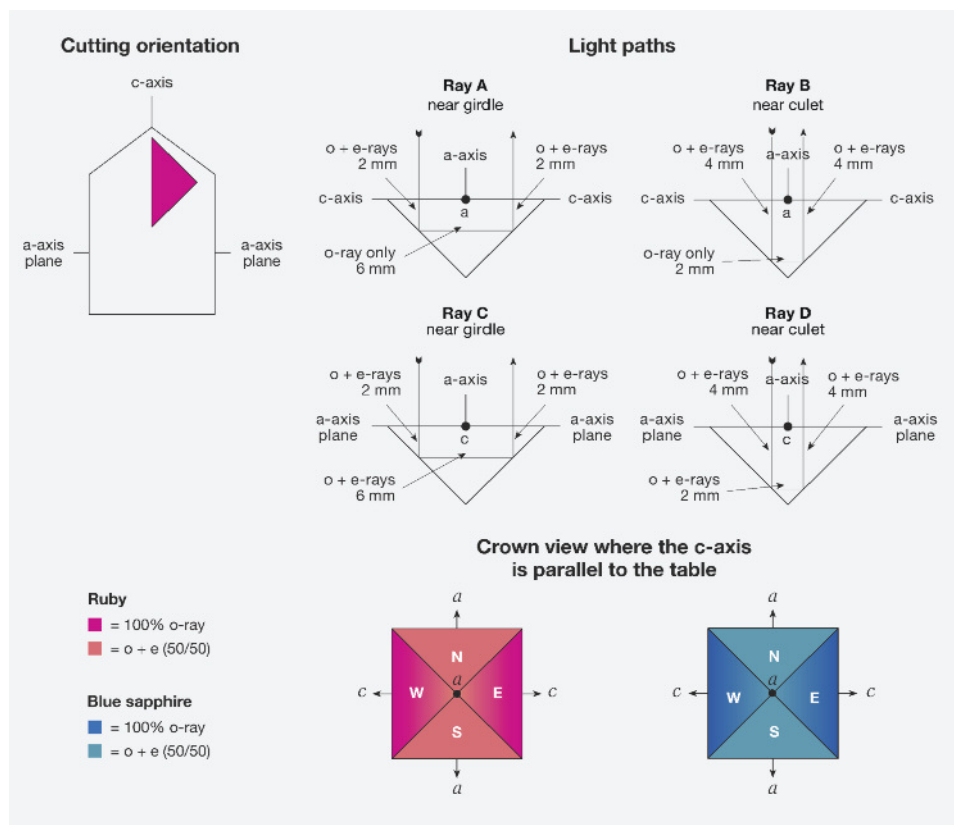 Cutting orientation
c-axis
a-axis
plane
a-axis
plane
Light paths
Ray A
near girdle
o + e-rays
2 mm
a-axis
o + e-rays
2 mm
c-axis
c-axis
a
o-ray only
6 mm
Ray B
near culet
o + e-rays
4 mm
a-axis
o + e-rays
4 mm
c-axis
c-axis
a
o-ray only
2 mm
Ray C
near girdle
o + e-rays
2 mm
a-axis
o + e-rays
2 mm
a-axis
plane
a-axis
plane
c
o + e-rays
6 mm
Ray D
near culet
o + e-rays
4 mm
a-axis
o + e-rays
4 mm
a-axis
plane
a-axis
plane
c
o + e-rays
2 mm
Crown view where the c-axis
is parallel to the table
Ruby
= 100% o-ray
= o + e (50/50)
Blue sapphire
= 100% o-ray
= o + e (50/50)
a
N
a
c W E c
S
a
a
N
a
c W E c
S
a